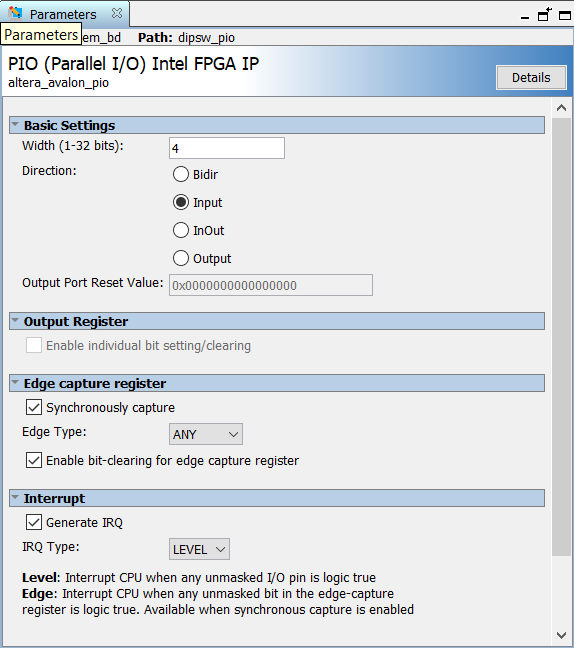 Parameters
Parameters em_bd Path: dipsw_pio
PIO (Parallel I/O) Intel FPGA IP
altera_avalon_pio
Details
Basic Settings
Width (1-32 bits): 4
Direction:
Bidir
Input
InOut
Output
Output Port Reset Value: 0x0000000000000000
Output Register
Enable individual bit setting/clearing
Edge capture register
Synchronously capture
Edge Type: ANY
Enable bit-clearing for edge capture register
Interrupt
Generate IRQ
IRQ Type: LEVEL
Level: Interrupt CPU when any unmasked I/O pin is logic true
Edge: Interrupt CPU when any unmasked bit in the edge-capture
register is logic true. Available when synchronous capture is enabled